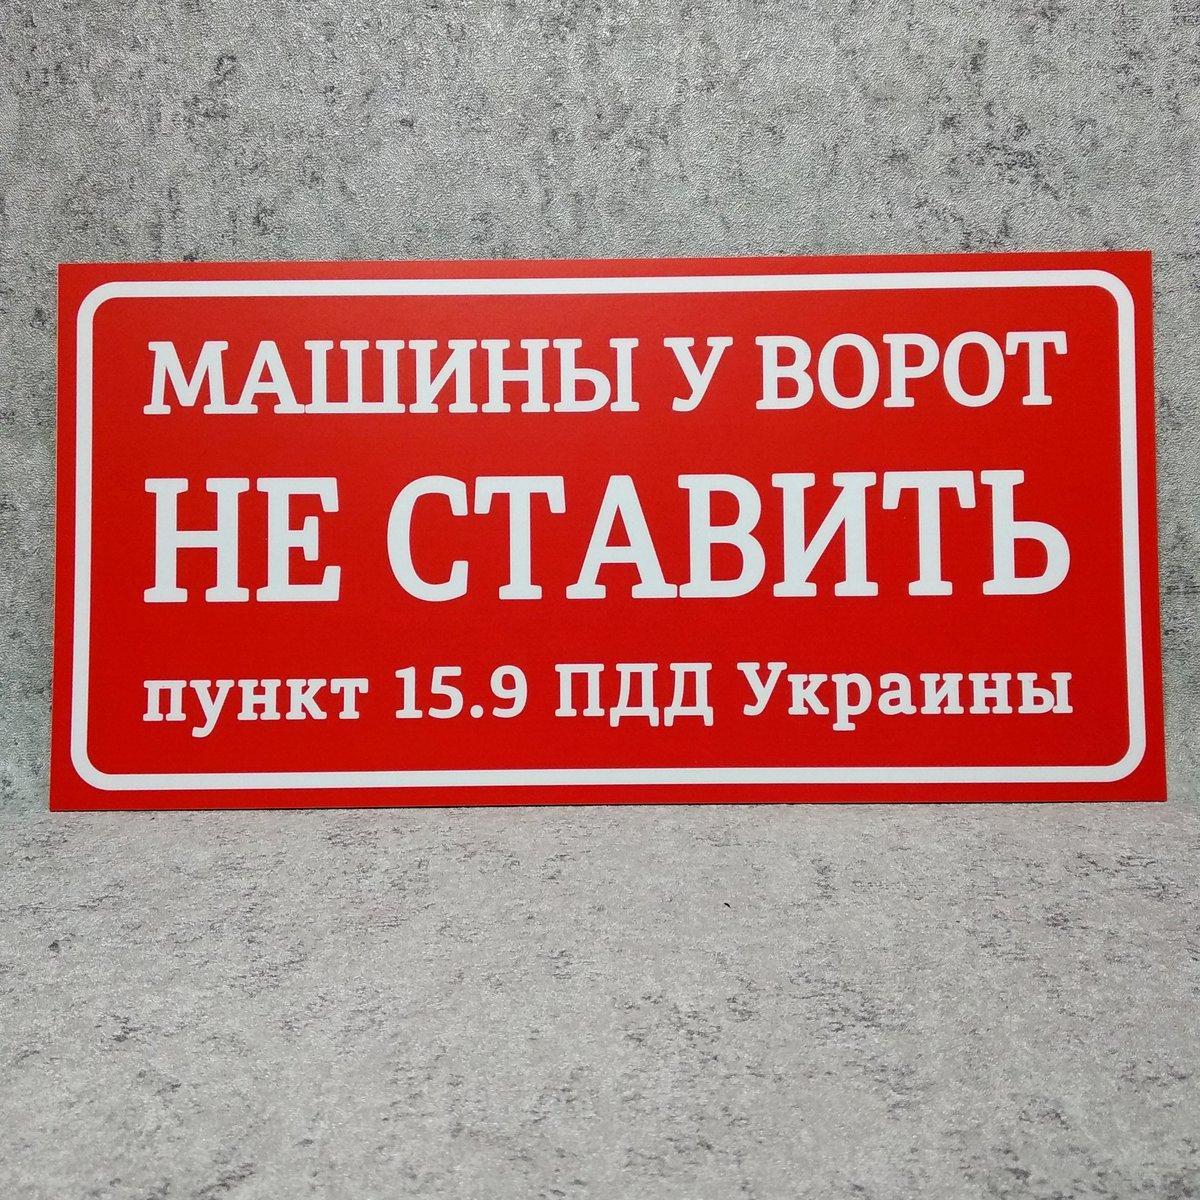 МАШИНЫ У ВОРОТ
НЕ СТАВИТЬ
пункт 15.9 ПДД Украины